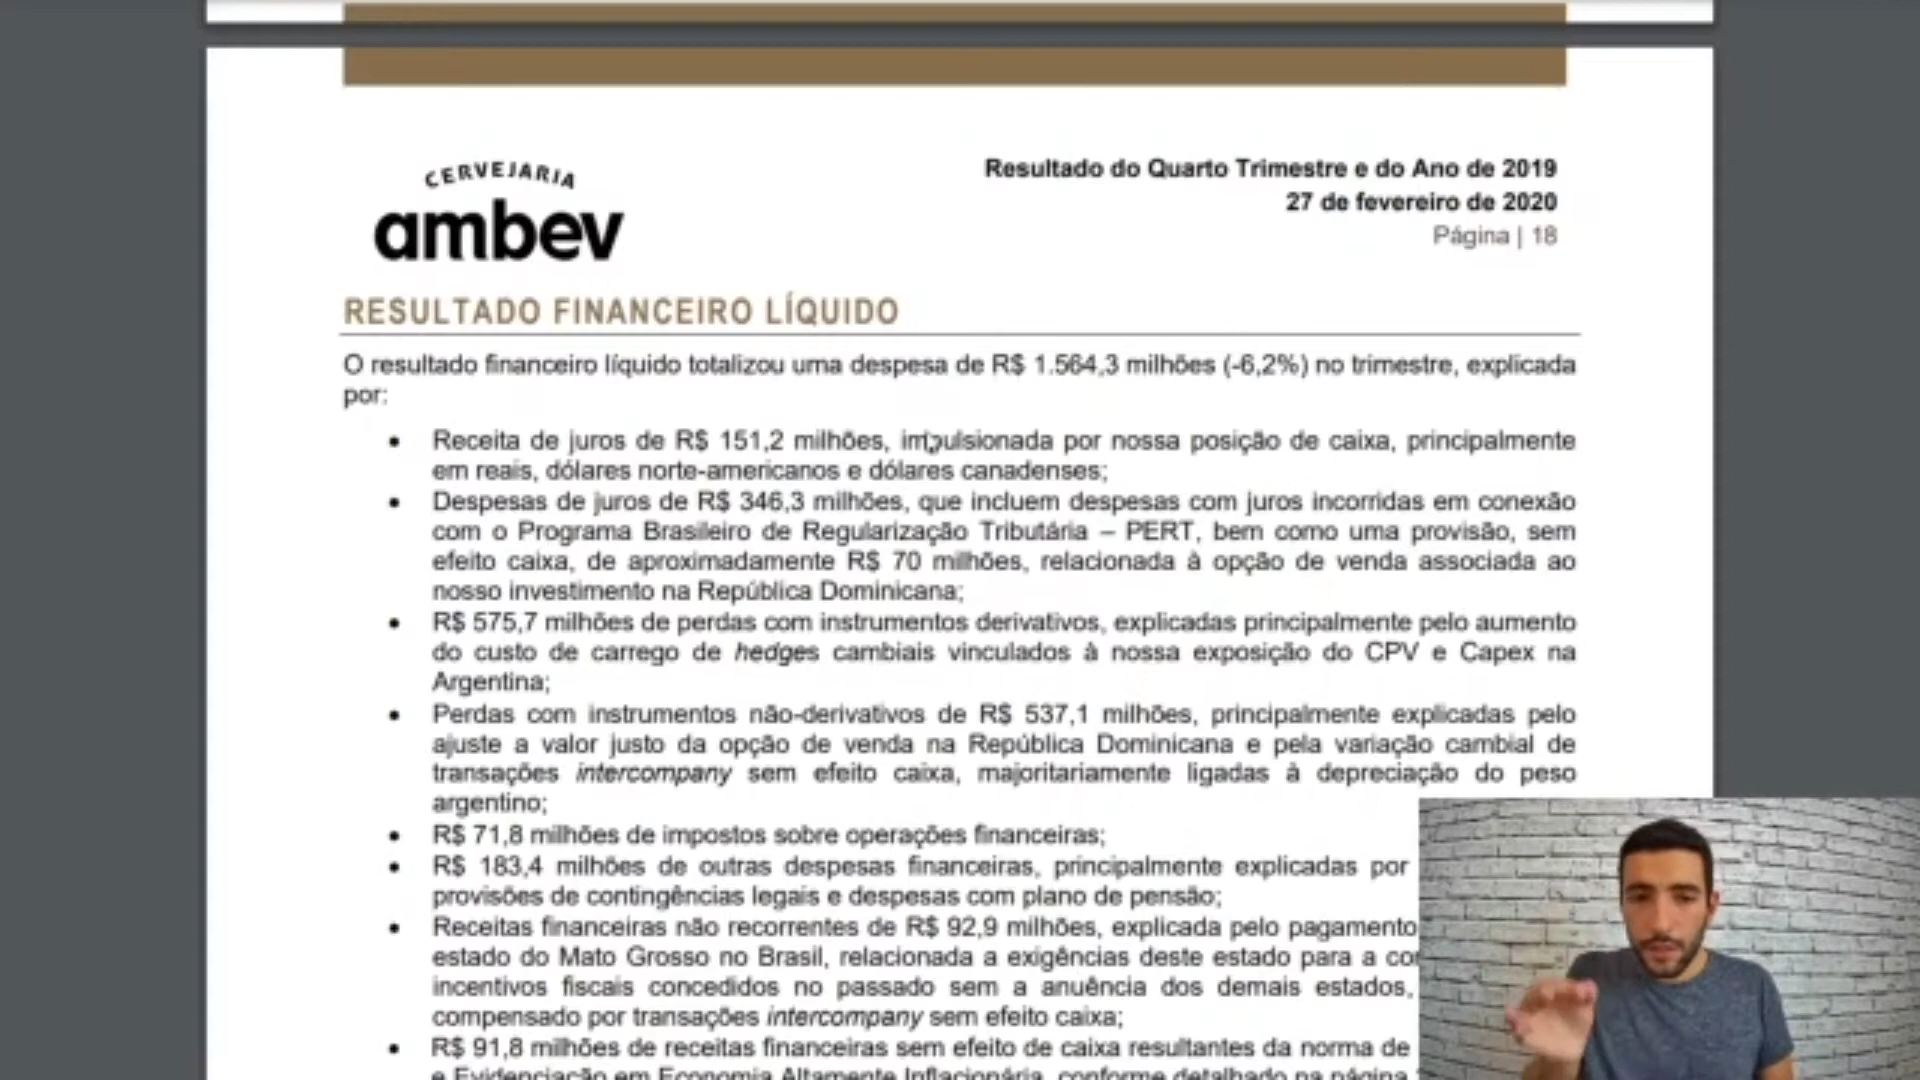 CERVEJARIA
ambev
Resultado do Quarto Trimestre e do Ano de 2019
27 de fevereiro de 2020
Página | 18
RESULTADO FINANCEIRO LÍQUIDO
O resultado financeiro líquido totalizou uma despesa de R$ 1.564,3 milhões (-6,2%) no trimestre, explicada
por:
• Receita de juros de R$ 151,2 milhões, impulsionada por nossa posição de caixa, principalmente
em reais, dólares norte-americanos e dólares canadenses;
• Despesas de juros de R$ 346,3 milhões, que incluem despesas com juros incorridas em conexão
com o Programa Brasileiro de Regularização Tributária – PERT, bem como uma provisão, sem
efeito caixa, de aproximadamente R$ 70 milhões, relacionada à opção de venda associada ao
nosso investimento na República Dominicana;
• R$ 575,7 milhões de perdas com instrumentos derivativos, explicadas principalmente pelo aumento
do custo de carrego de hedges cambiais vinculados à nossa exposição do CPV e Capex na
Argentina;
• Perdas com instrumentos não-derivativos de R$ 537,1 milhões, principalmente explicadas pelo
ajuste a valor justo da opção de venda na República Dominicana e pela variação cambial de
transações intercompany sem efeito caixa, majoritariamente ligadas à depreciação do peso
argentino;
• R$ 71,8 milhões de impostos sobre operações financeiras;
• R$ 183,4 milhões de outras despesas financeiras, principalmente explicadas por
provisões de contingências legais e despesas com plano de pensão;
• Receitas financeiras não recorrentes de R$ 92,9 milhões, explicada pelo pagamento
estado do Mato Grosso no Brasil, relacionada a exigências deste estado para a
incentivos fiscais concedidos no passado sem a anuência dos demais estados,
compensado por transações intercompany sem efeito caixa;
• R$ 91,8 milhões de receitas financeiras sem efeito de caixa resultantes da norma de
e Evidenciação em Economia Altamente Inflacionária, conforme detalhado na página